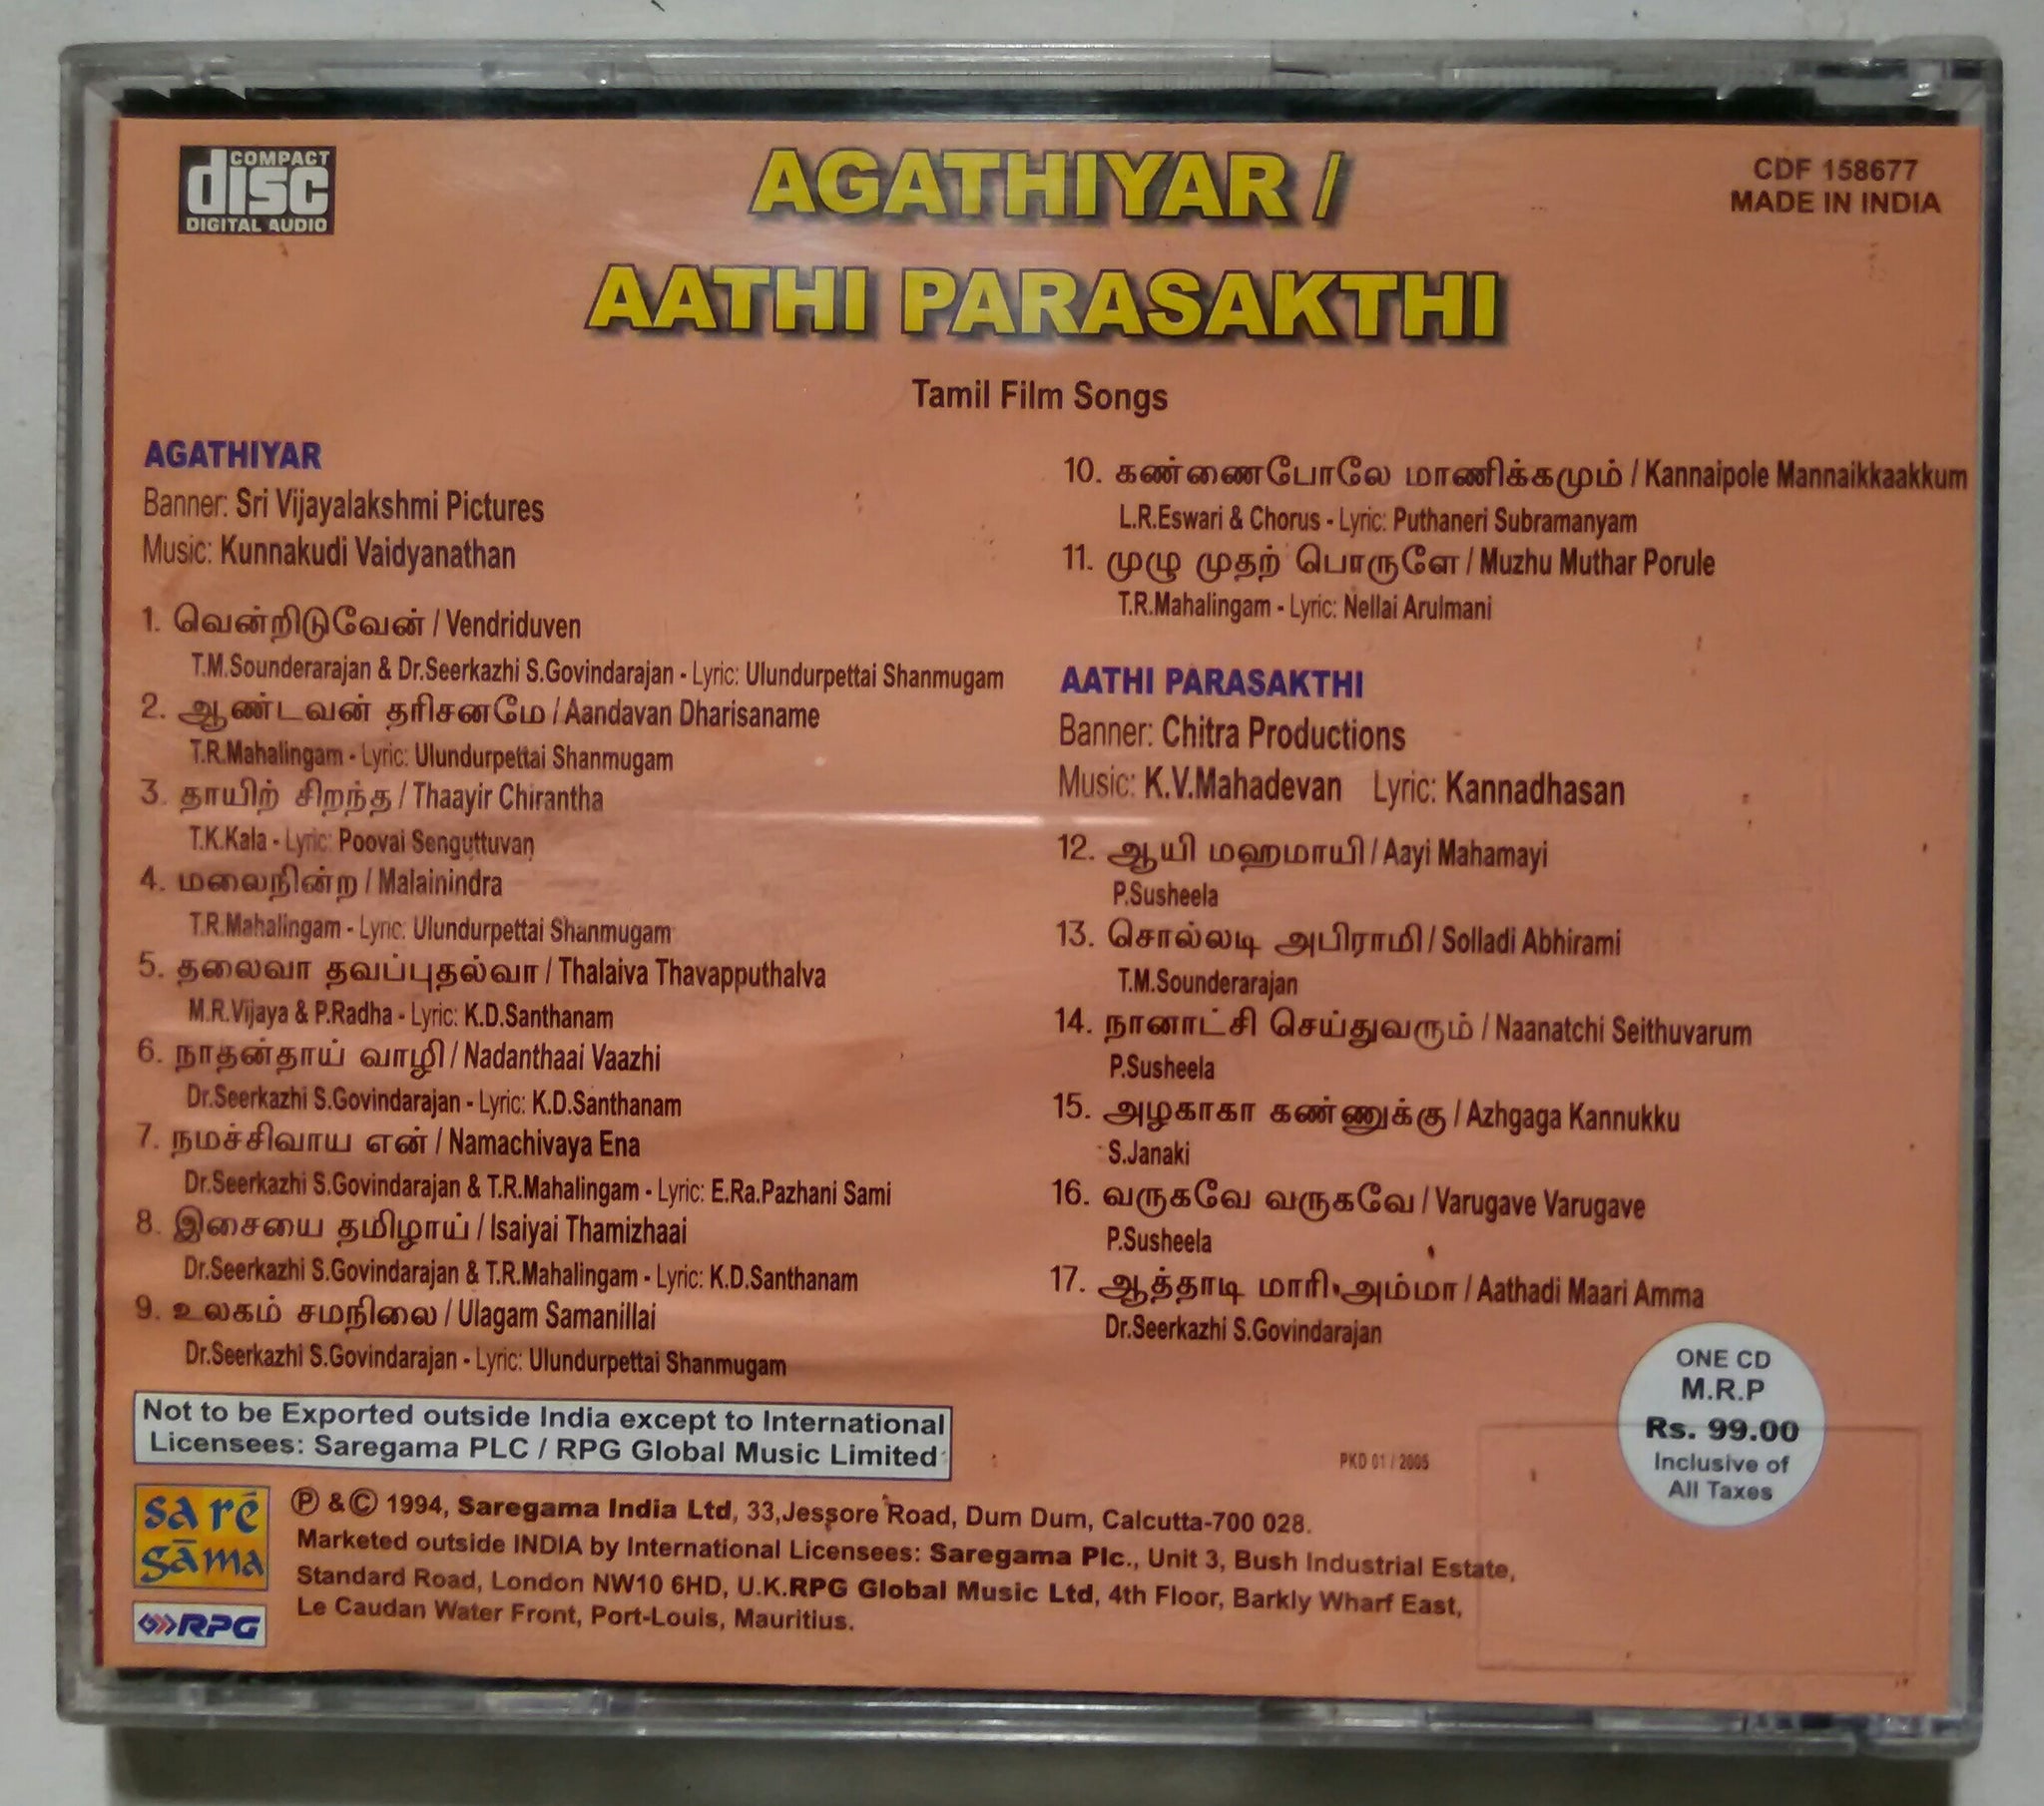 COMPACT
disc
DIGITAL AUDIO
AGATHIYAR /
AATHI PARASAKTHI
CDF 158677
MADE IN INDIA
Tamil Film Songs
AGATHIYAR
Banner: Sri Vijayalakshmi Pictures
Music: Kunnakudi Vaidyanathan
1. வென்றிடுவேன் / Vendriduven
T.M.Sounderarajan & Dr.Seerkazhi S.Govindarajan - Lyric: Ulundurpettai Shanmugam
2. ஆண்டவன் தரிசனமே / Aandavan Dharisaname
T.R.Mahalingam - Lyric: Ulundurpettai Shanmugam
3. தாயிற் சிறந்த / Thaayir Chirantha
T.K.Kala - Lyric: Poovai Senguttuvan
4. மலைநின்ற / Malainindra
T.R.Mahalingam - Lyric: Ulundurpettai Shanmugam
5. தலைவா தவப்புதல்வா / Thalaiva Thavapputhalva
M.R.Vijaya & P.Radha - Lyric: K.D.Santhanam
6. நாதன்தாய் வாழி / Nadanthaai Vaazhi
Dr.Seerkazhi S.Govindarajan - Lyric: K.D.Santhanam
7. நமச்சிவாய என் / Namachivaya Ena
Dr.Seerkazhi S.Govindarajan & T.R.Mahalingam - Lyric: E.Ra.Pazhani Sami
8. இசையை தமிழாய் / Isaiyai Thamizhaai
Dr.Seerkazhi S.Govindarajan & T.R.Mahalingam - Lyric: K.D.Santhanam
9. உலகம் சமநிலை / Ulagam Samanillai
Dr.Seerkazhi S.Govindarajan - Lyric: Ulundurpettai Shanmugam
10. கண்ணைபோலே மாணிக்கமும் / Kannaipole Mannaikkaakkum
L.R.Eswari & Chorus - Lyric: Puthaneri Subramanyam
11. முழு முதற் பொருளே / Muzhu Muthar Porule
T.R.Mahalingam - Lyric: Nellai Arulmani
AATHI PARASAKTHI
Banner: Chitra Productions
Music: K.V.Mahadevan Lyric: Kannadhasan
12. ஆயி மஹமாயி / Aayi Mahamayi
P.Susheela
13. சொல்லடி அபிராமி / Solladi Abhirami
T.M.Sounderarajan
14. நானாட்சி செய்துவரும் / Naanatchi Seithuvarum
P.Susheela
15. அழகாகா கண்ணுக்கு / Azhgaga Kannukku
S.Janaki
16. வருகவே வருகவே / Varugave Varugave
P.Susheela
17. ஆத்தாடி மாரி அம்மா / Aathadi Maari Amma
Dr.Seerkazhi S.Govindarajan
ONE CD
M.R.P
Rs. 99.00
Inclusive of
All Taxes
Not to be Exported outside India except to International
Licensees: Saregama PLC / RPG Global Music Limited
PKD 01 / 2005
sa rē
gāma
RPG
Ⓟ & © 1994, Saregama India Ltd, 33,Jessore Road, Dum Dum, Calcutta-700 028.
Marketed outside INDIA by International Licensees: Saregama Plc., Unit 3, Bush Industrial Estate,
Standard Road, London NW10 6HD, U.K.RPG Global Music Ltd, 4th Floor, Barkly Wharf East,
Le Caudan Water Front, Port-Louis, Mauritius.